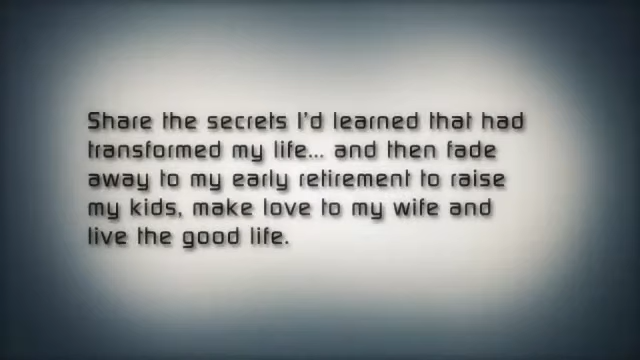 Share the secrets I'd learned that had
transformed my life... and then fade
away to my early retirement to raise
my kids, make love to my wife and
live the good life.